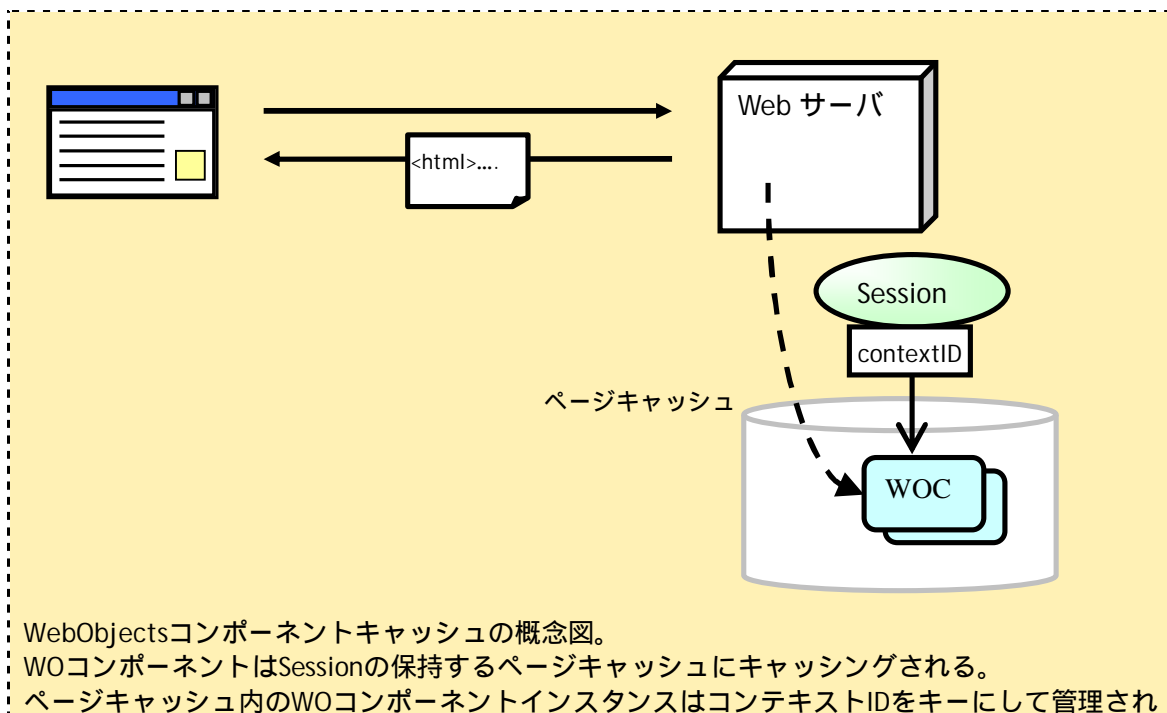 Web サーバ
<html>….
Session
contextID
ページキャッシュ
WOC
WebObjectsコンポーネントキャッシュの概念図。
WOコンポーネントはSessionの保持するページキャッシュにキャッシングされる。
ページキャッシュ内のWOコンポーネントインスタンスはコンテキストIDをキーにして管理され